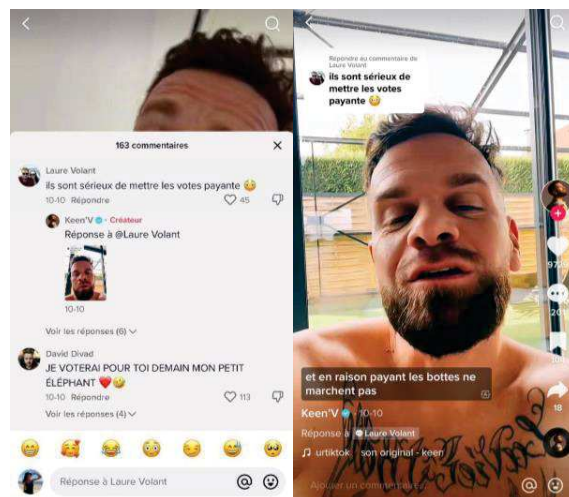 163 commentaires
Laure Volant
ils sont sérieux de mettre les votes payante 😳
10-10 Répondre
45
Keen'V · Créateur
Réponse à @Laure Volant
10-10
Voir les réponses (6)
David Divad
JE VOTERAI POUR TOI DEMAIN MON PETIT
ÉLÉPHANT ❤️🤣
10-10 Répondre
113
Voir les réponses (4)
Réponse à Laure Volant
Répondre au commentaire de
Laure Volant
ils sont sérieux de
mettre les votes
payante 😳
et en raison payant les bottes ne
marchent pas
Keen'V · 10-10
Réponse à Laure Volant
urtiktok son original - keen
Ajouter un commentaire...
18